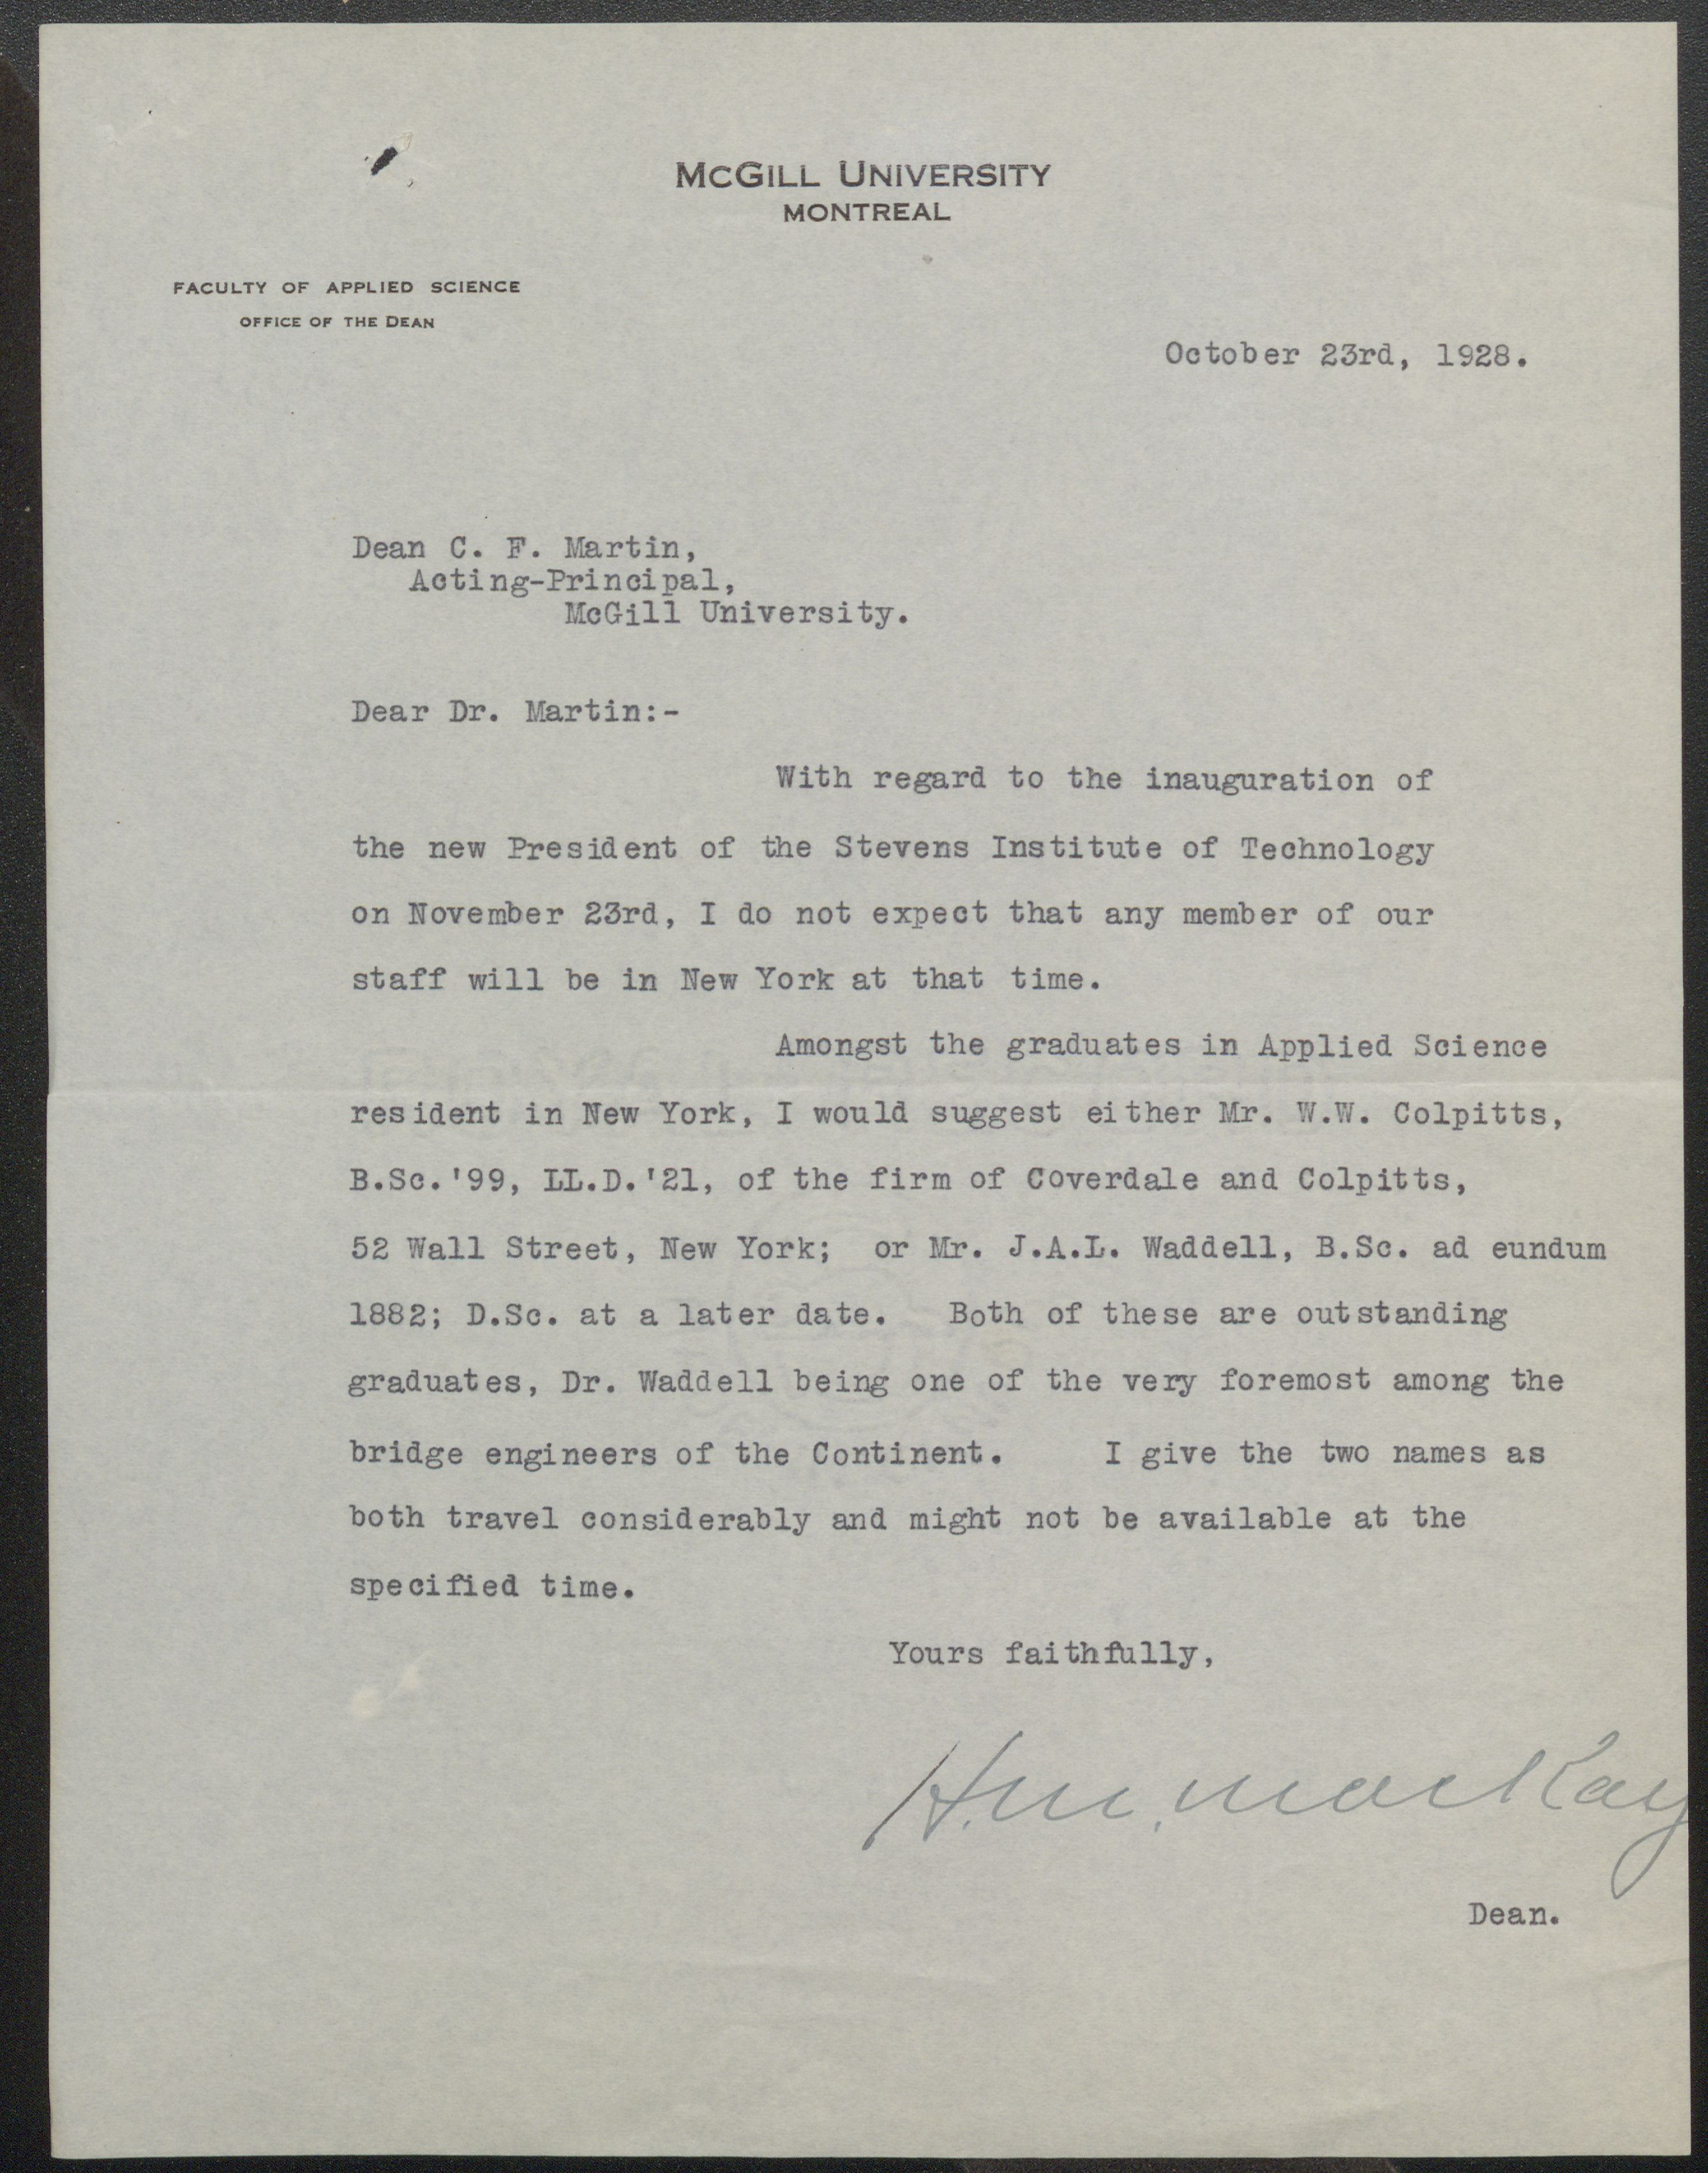 McGill University
MONTREAL
FACULTY OF APPLIED SCIENCE
OFFICE OF THE DEAN
October 23rd, 1928.
Dean C. F. Martin,
Acting-Principal,
McGill University.
Dear Dr. Martin:-
With regard to the inauguration of
the new President of the Stevens Institute of Technology
on November 23rd, I do not expect that any member of our
staff will be in New York at that time.
Amongst the graduates in Applied Science
resident in New York, I would suggest either Mr. W.W. Colpitts,
B.Sc.'99, LL.D.'21, of the firm of Coverdale and Colpitts,
52 Wall Street, New York; or Mr. J.A.L. Waddell, B.Sc. ad eundum
1882; D.Sc. at a later date. Both of these are outstanding
graduates, Dr. Waddell being one of the very foremost among the
bridge engineers of the Continent. I give the two names as
both travel considerably and might not be available at the
specified time.
Yours faithfully,
H.M. MacKay
Dean.